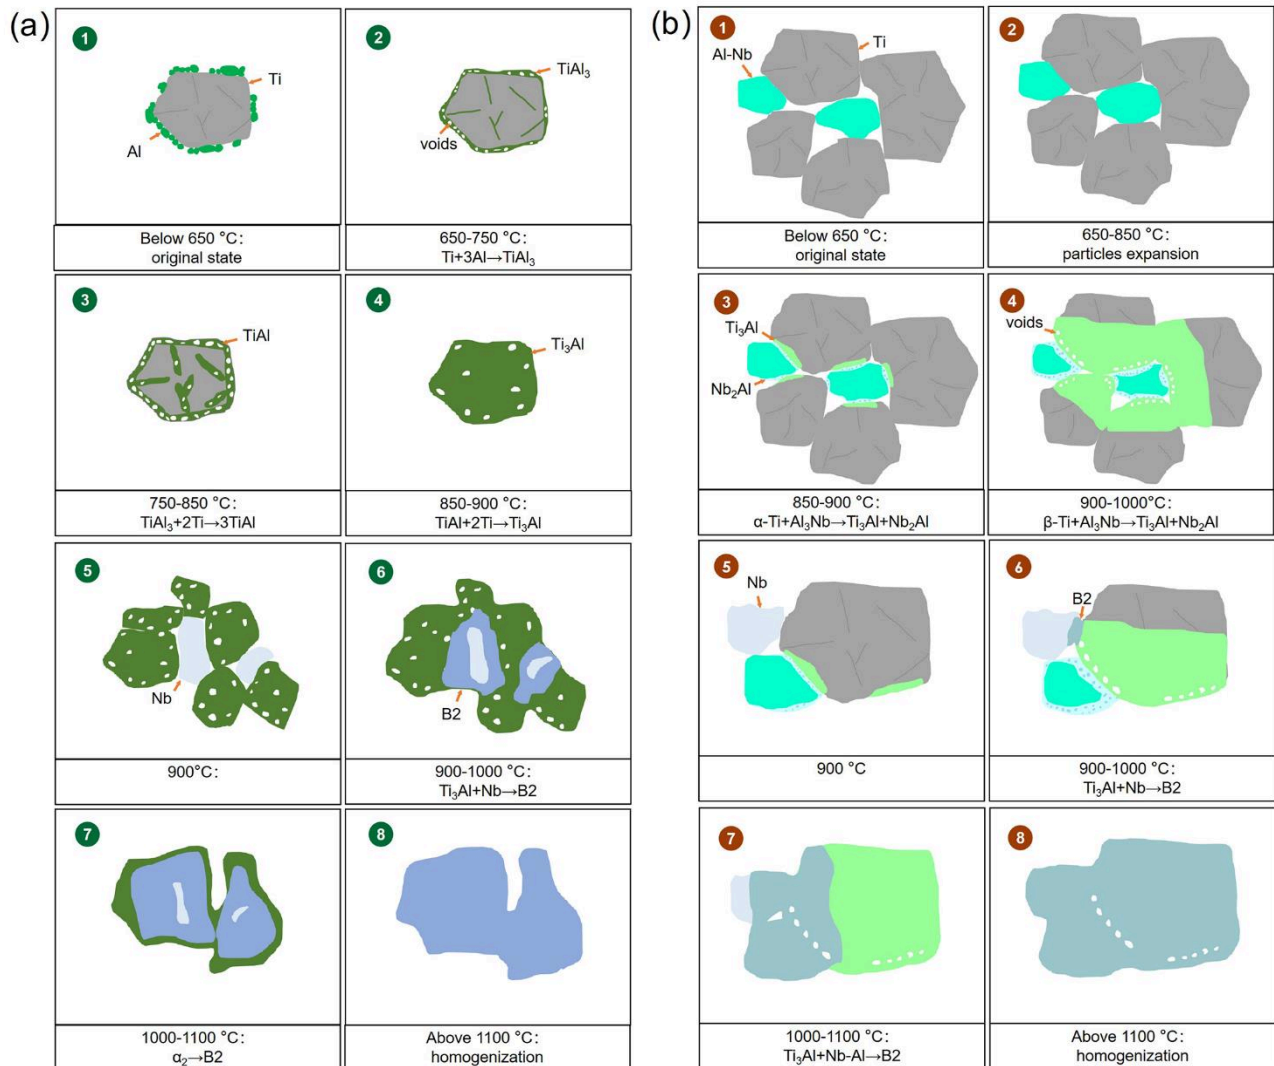 (a)
1
Ti
Al
Below 650 °C:
original state
2
TiAl₃
voids
650-750 °C:
Ti+3Al→TiAl₃
3
TiAl
750-850 °C:
TiAl₃+2Ti→3TiAl
4
Ti₃Al
850-900 °C:
TiAl+2Ti→Ti₃Al
5
Nb
900°C:
6
B2
900-1000 °C:
Ti₃Al+Nb→B2
7
1000-1100 °C:
α₂→B2
8
Above 1100 °C:
homogenization
(b)
1
Al-Nb
Ti
Below 650 °C:
original state
2
650-850 °C:
particles expansion
3
Ti₃Al
Nb₂Al
850-900 °C:
α-Ti+Al₃Nb→Ti₃Al+Nb₂Al
4
voids
900-1000°C:
β-Ti+Al₃Nb→Ti₃Al+Nb₂Al
5
Nb
900 °C
6
B2
900-1000 °C:
Ti₃Al+Nb→B2
7
1000-1100 °C:
Ti₃Al+Nb-Al→B2
8
Above 1100 °C:
homogenization